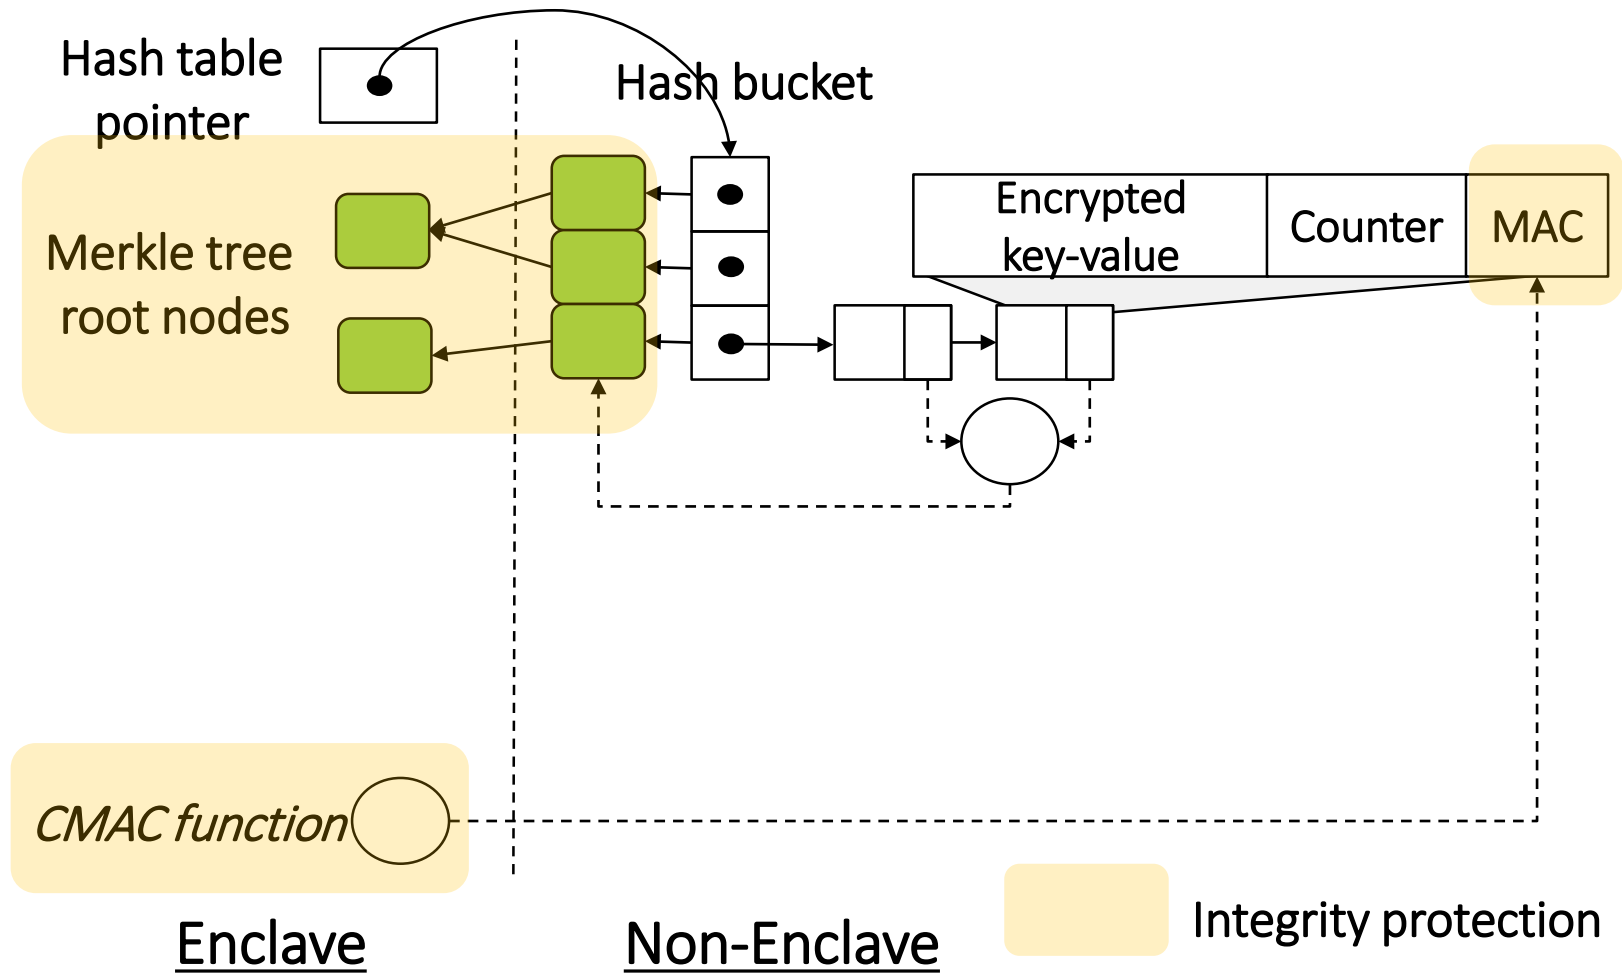 Hash table
pointer
Hash bucket
Merkle tree
root nodes
Encrypted
key-value
Counter
MAC
CMAC function
Enclave
Non-Enclave
Integrity protection